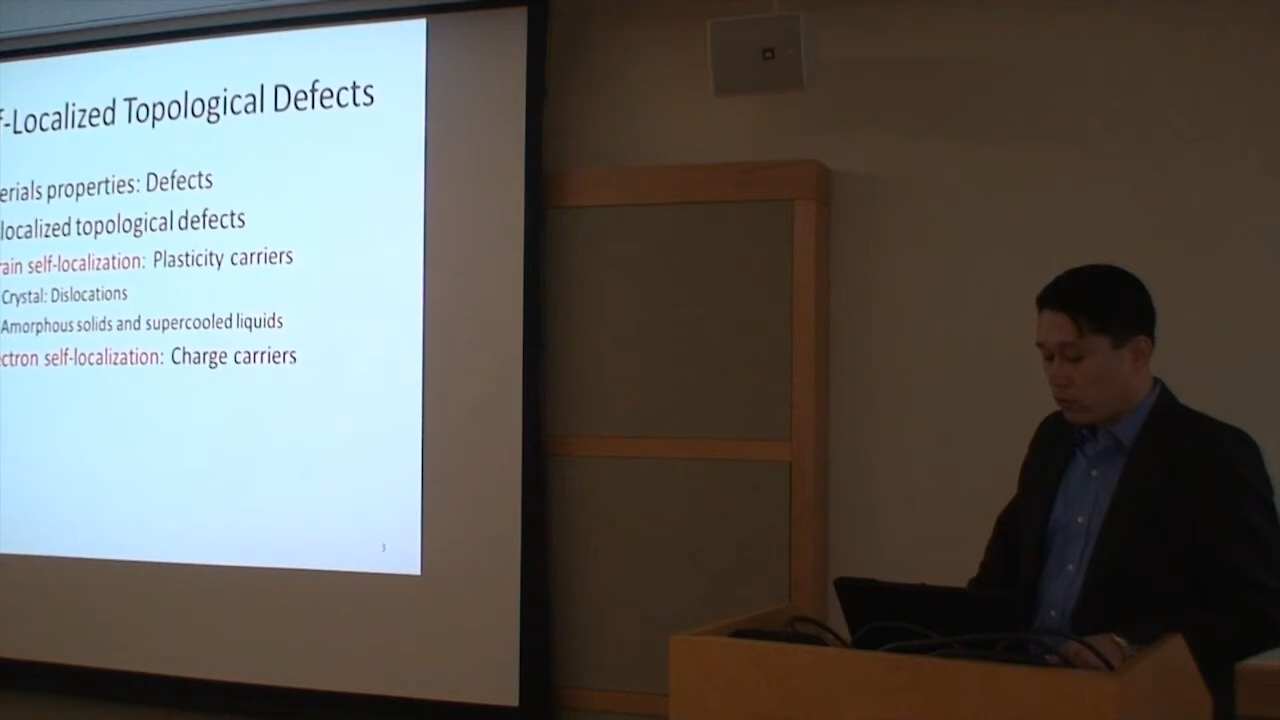 f-Localized Topological Defects
erials properties: Defects
localized topological defects
rain self-localization: Plasticity carriers
Crystal: Dislocations
Amorphous solids and supercooled liquids
ctron self-localization: Charge carriers
3